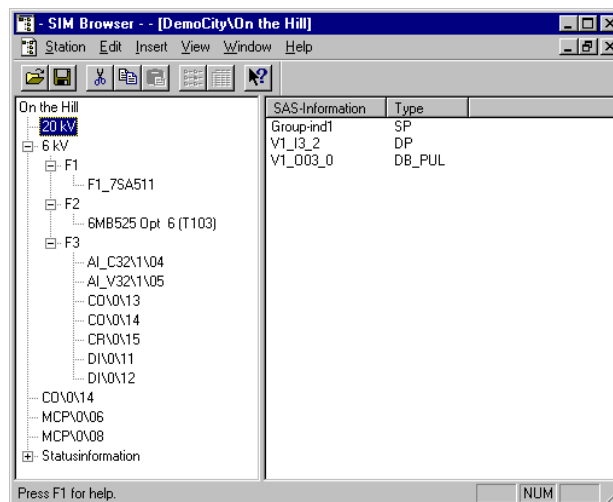 - SIM Browser - - [DemoCity\On the Hill]
Station Edit Insert View Window Help
On the Hill
20 kV
6 kV
F1
F1_7SA511
F2
6MB525 Opt 6 (T103)
F3
AI_C32\1\04
AI_V32\1\05
CO\0\13
CO\0\14
CR\0\15
DI\0\11
DI\0\12
CO\0\14
MCP\0\06
MCP\0\08
Statusinformation
SAS-Information Type
Group-ind1 SP
V1_I3_2 DP
V1_O03_0 DB_PUL
Press F1 for help. NUM